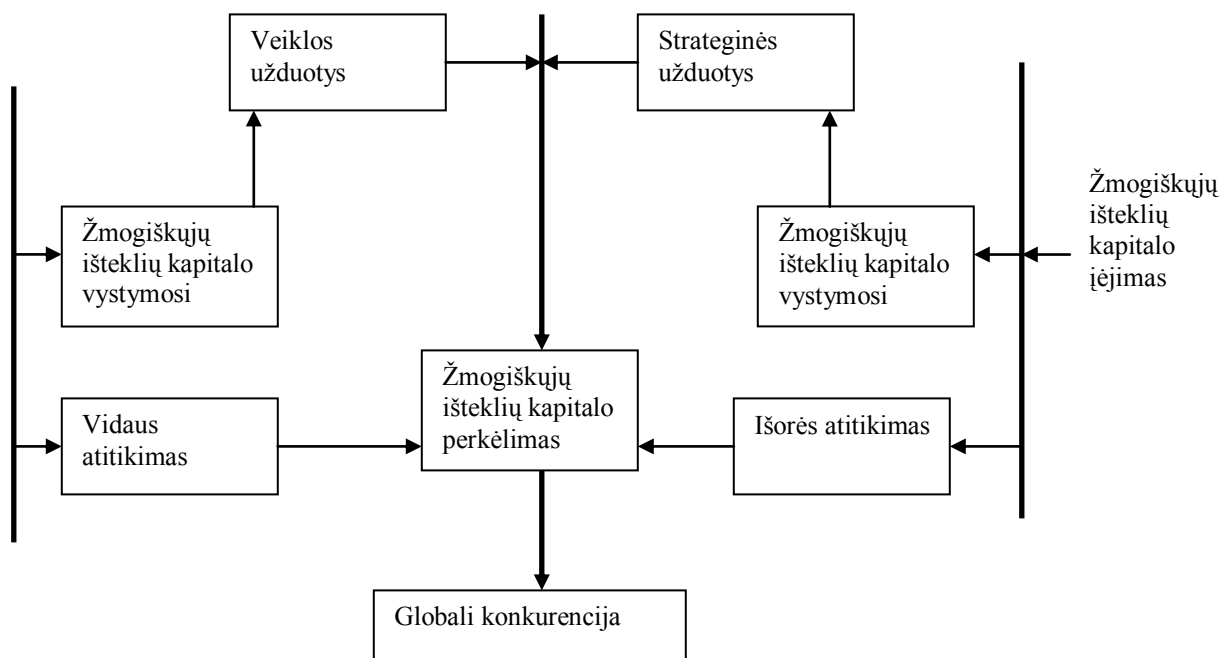 Veiklos
užduotys
Strateginės
užduotys
Žmogiškųjų
išteklių kapitalo
vystymosi
Žmogiškųjų
išteklių kapitalo
vystymosi
Žmogiškųjų
išteklių
kapitalo
įėjimas
Vidaus
atitikimas
Žmogiškųjų
išteklių kapitalo
perkėlimas
Išorės atitikimas
Globali konkurencija